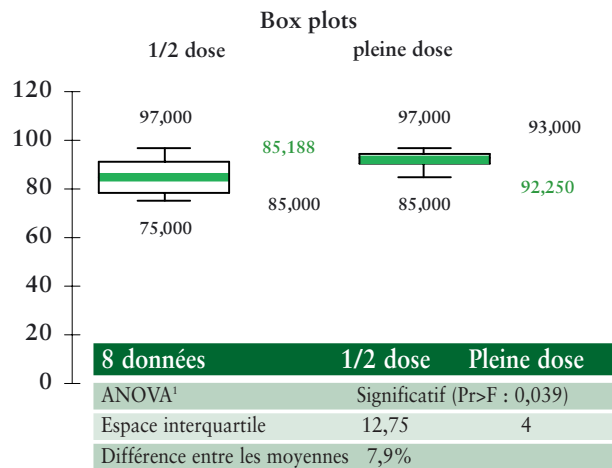 Box plots
1/2 dose pleine dose
120
97,000 97,000 93,000
100
85,188
80
92,250
85,000 85,000
75,000
60
40
20
0
8 données 1/2 dose Pleine dose
ANOVA¹ Significatif (Pr>F : 0,039)
Espace interquartile 12,75 4
Différence entre les moyennes 7,9%